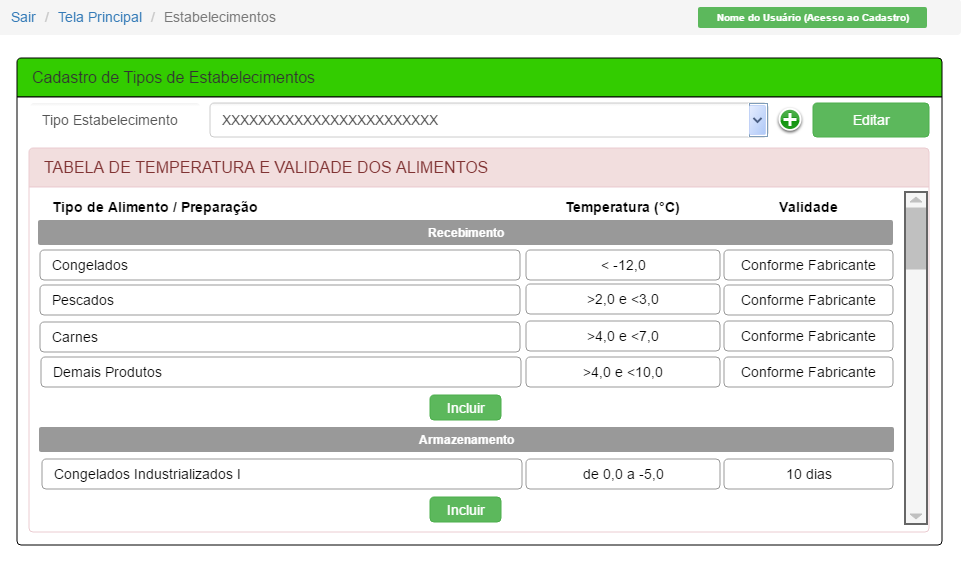 Sair / Tela Principal / Estabelecimentos
Nome do Usuário (Acesso ao Cadastro)
Cadastro de Tipos de Estabelecimentos
Tipo Estabelecimento XXXXXXXXXXXXXXXXXXXXXXXX Editar
TABELA DE TEMPERATURA E VALIDADE DOS ALIMENTOS
Tipo de Alimento / Preparação Temperatura (°C) Validade
Recebimento
Congelados < -12,0 Conforme Fabricante
Pescados >2,0 e <3,0 Conforme Fabricante
Carnes >4,0 e <7,0 Conforme Fabricante
Demais Produtos >4,0 e <10,0 Conforme Fabricante
Incluir
Armazenamento
Congelados Industrializados I de 0,0 a -5,0 10 dias
Incluir